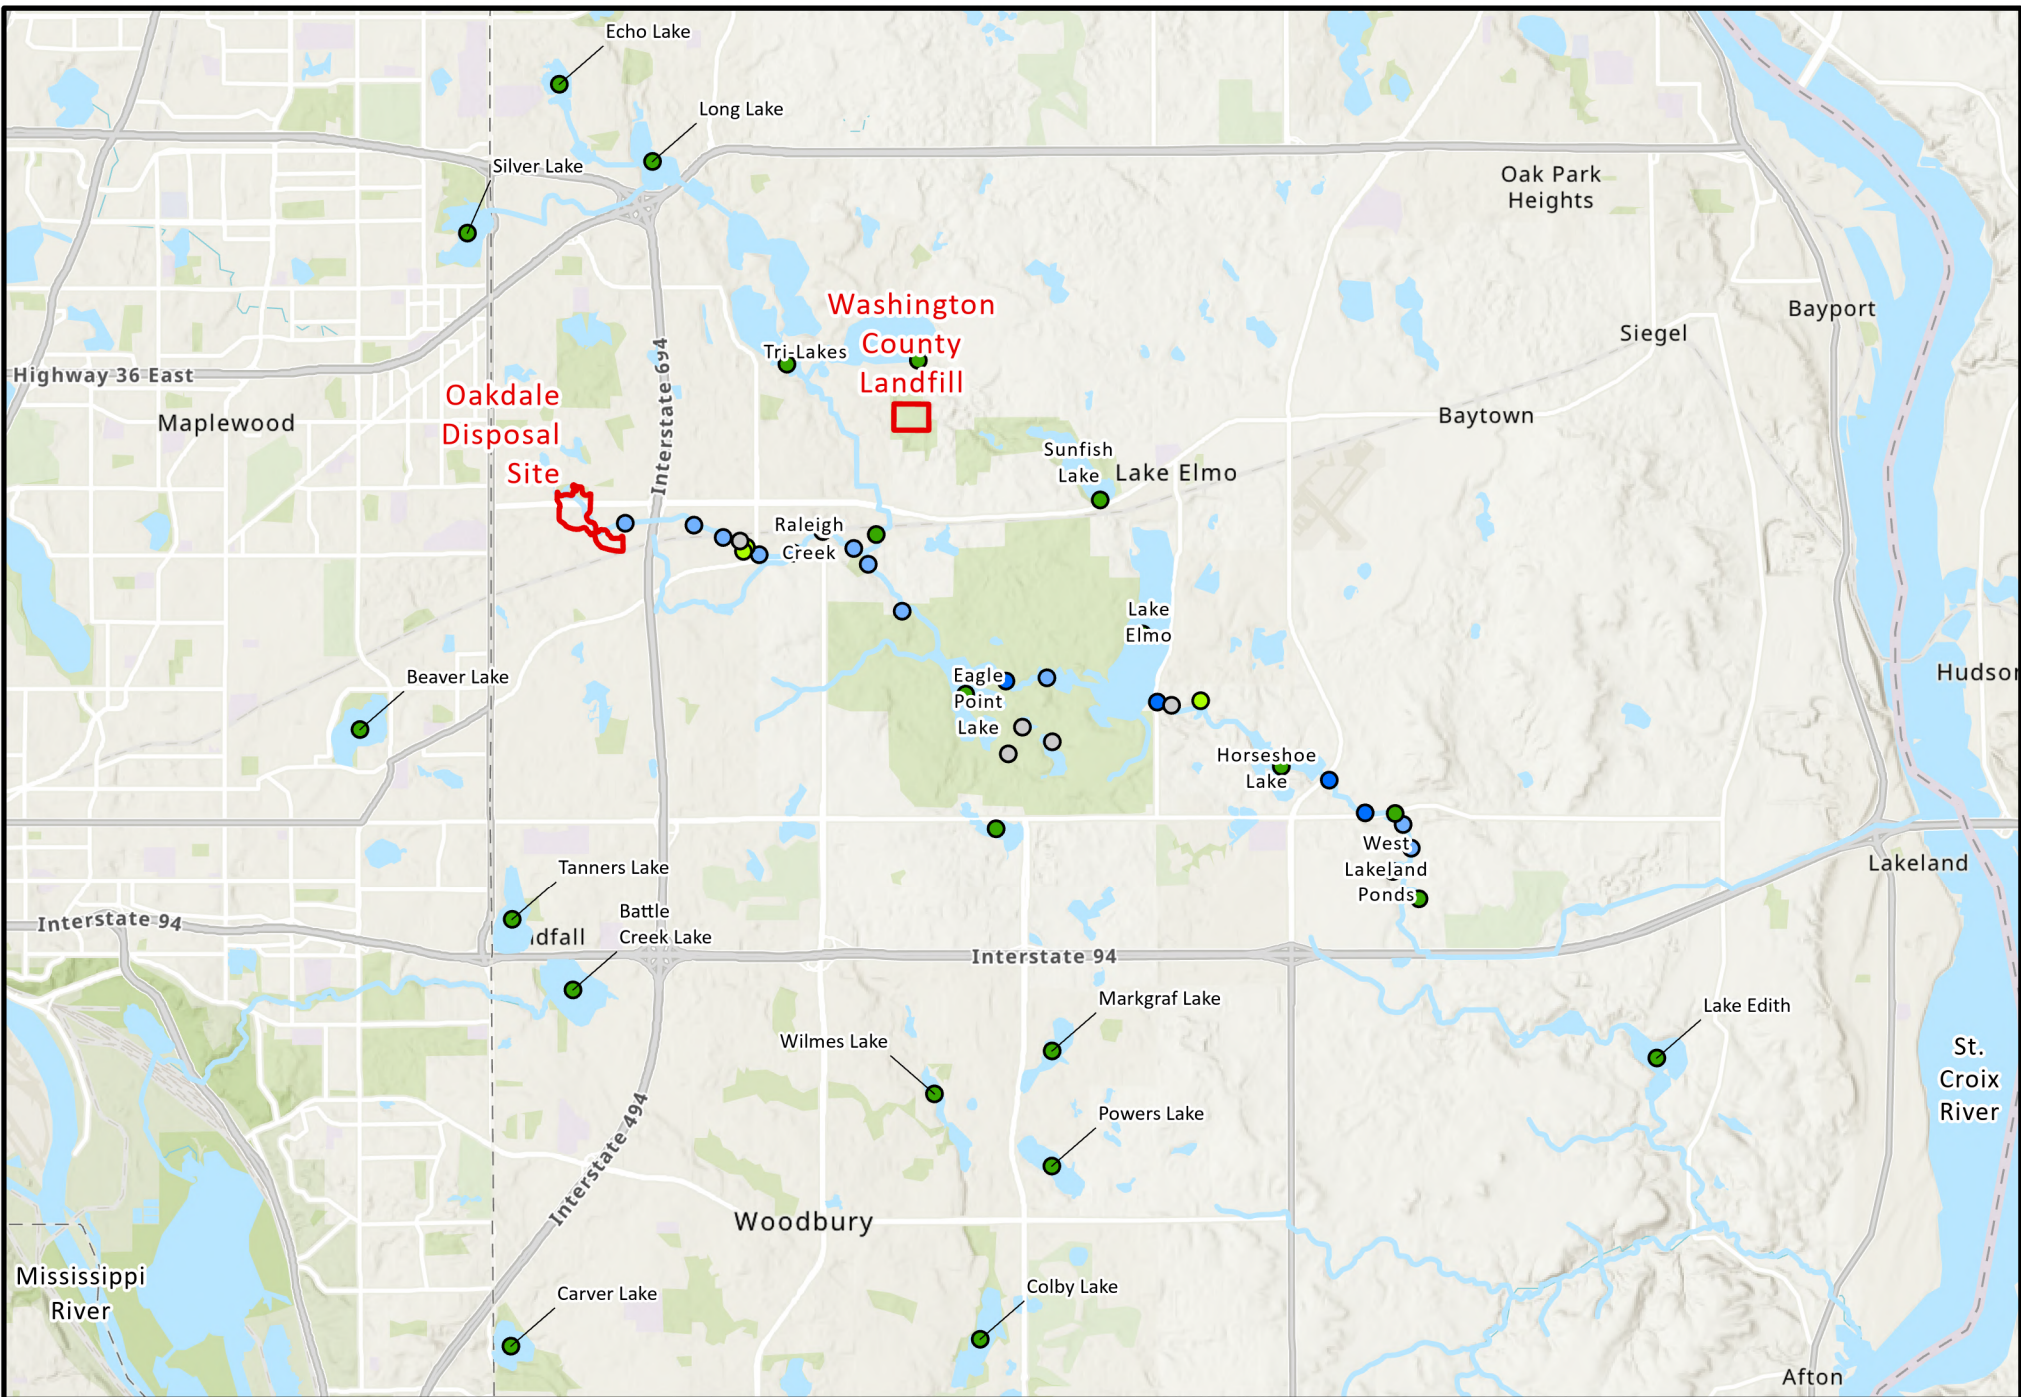 Echo Lake
Long Lake
Silver Lake
Oak Park
Heights
Washington
County
Landfill
Bayport
Siegel
Tri-Lakes
Highway 36 East
Interstate 694
Oakdale
Disposal
Site
Maplewood
Baytown
Sunfish
Lake
Lake Elmo
Raleigh
Creek
Lake
Elmo
Beaver Lake
Eagle
Point
Lake
Hudson
Horseshoe
Lake
West
Lakeland
Ponds
Lakeland
Tanners Lake
Battle
Creek Lake
dfall
Interstate 94
Interstate 94
Markgraf Lake
Lake Edith
Wilmes Lake
St.
Croix
River
Powers Lake
Interstate 494
Woodbury
Mississippi
River
Carver Lake
Colby Lake
Afton